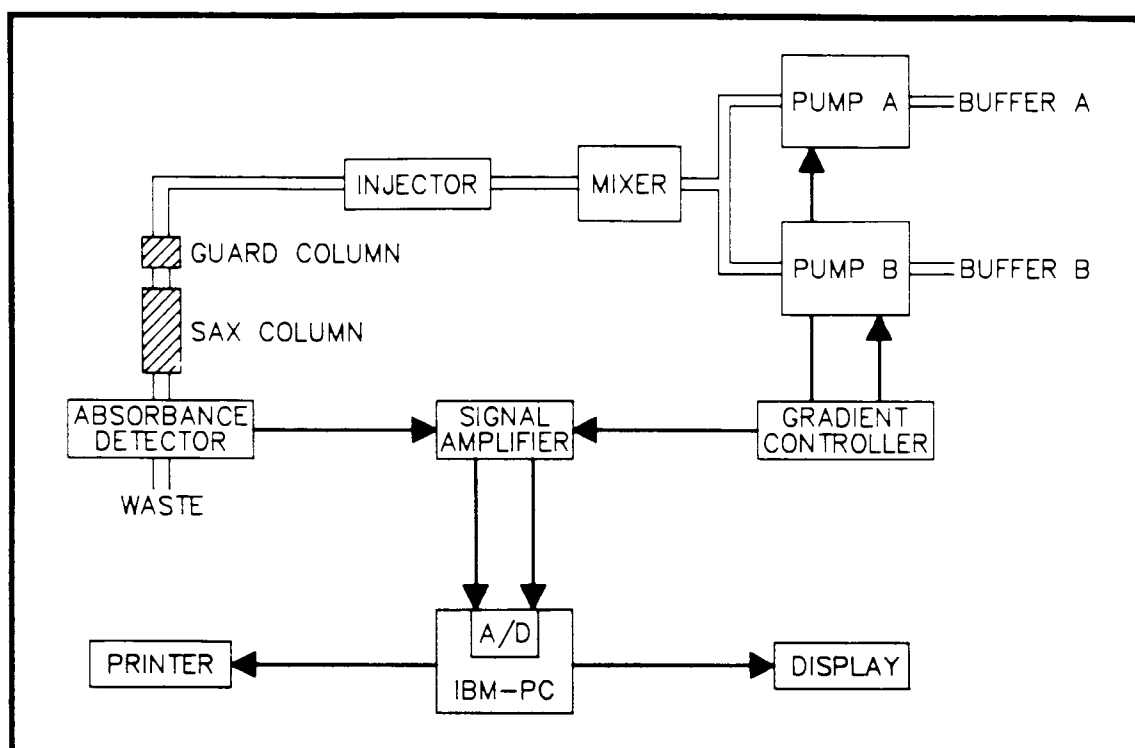 PUMP A
BUFFER A
INJECTOR
MIXER
GUARD COLUMN
PUMP B
BUFFER B
SAX COLUMN
ABSORBANCE
DETECTOR
SIGNAL
AMPLIFIER
GRADIENT
CONTROLLER
WASTE
A/D
PRINTER
IBM-PC
DISPLAY